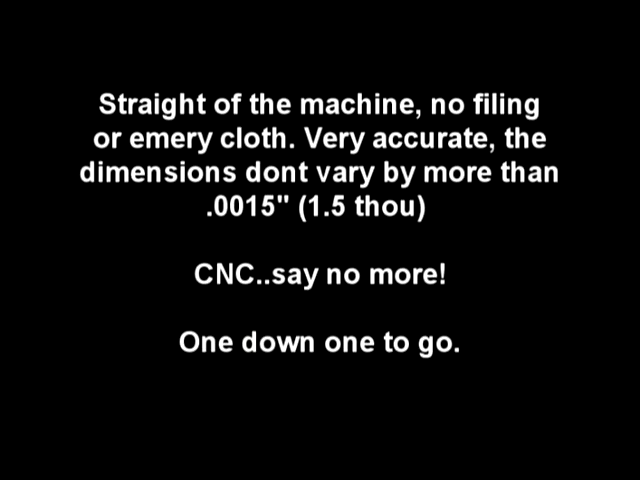 Straight of the machine, no filing
or emery cloth. Very accurate, the
dimensions dont vary by more than
.0015" (1.5 thou)
CNC..say no more!
One down one to go.